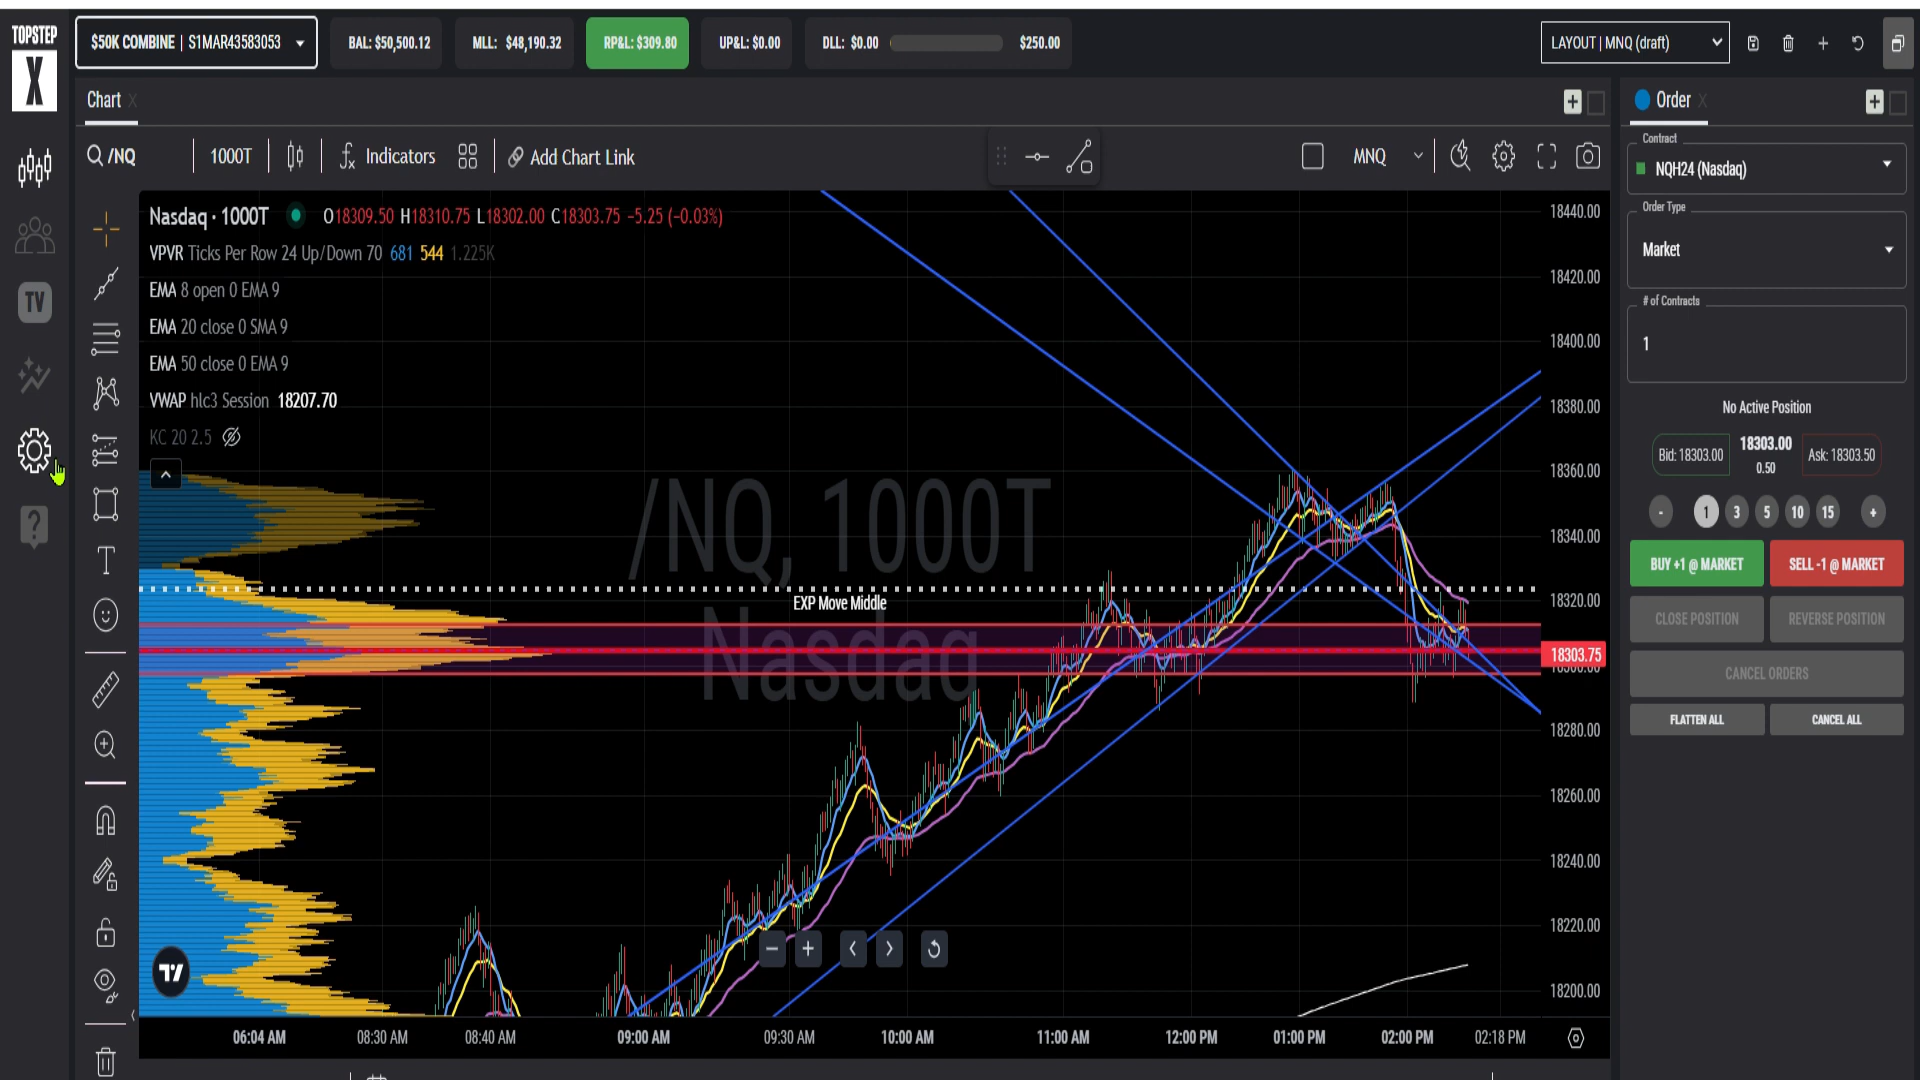 TOPSTEP
X
$50K COMBINE | S1MAR43583053
BAL: $50,500.12
MLL: $48,190.32
RP&L: $309.80
UP&L: $0.00
DLL: $0.00
$250.00
LAYOUT | MNQ (draft)
Chart X
Order X
/NQ
1000T
Indicators
Add Chart Link
MNQ
TV
Nasdaq · 1000T
O18309.50 H18310.75 L18302.00 C18303.75 −5.25 (−0.03%)
VPVR Ticks Per Row 24 Up/Down 70 681 544 1.225K
EMA 8 open 0 EMA 9
EMA 20 close 0 SMA 9
EMA 50 close 0 EMA 9
VWAP hlc3 Session 18207.70
KC 20 2.5
/NQ, 1000T
Nasdaq
EXP Move Middle
18440.00
18420.00
18400.00
18380.00
18360.00
18340.00
18320.00
18303.75
18280.00
18260.00
18240.00
18220.00
18200.00
06:04 AM
08:30 AM
08:40 AM
09:00 AM
09:30 AM
10:00 AM
11:00 AM
12:00 PM
01:00 PM
02:00 PM
02:18 PM
Contract
NQH24 (Nasdaq)
Order Type
Market
# of Contracts
1
No Active Position
Bid: 18303.00
18303.00
0.50
Ask: 18303.50
- 1 3 5 10 15 +
BUY +1 @ MARKET
SELL -1 @ MARKET
CLOSE POSITION
REVERSE POSITION
CANCEL ORDERS
FLATTEN ALL
CANCEL ALL